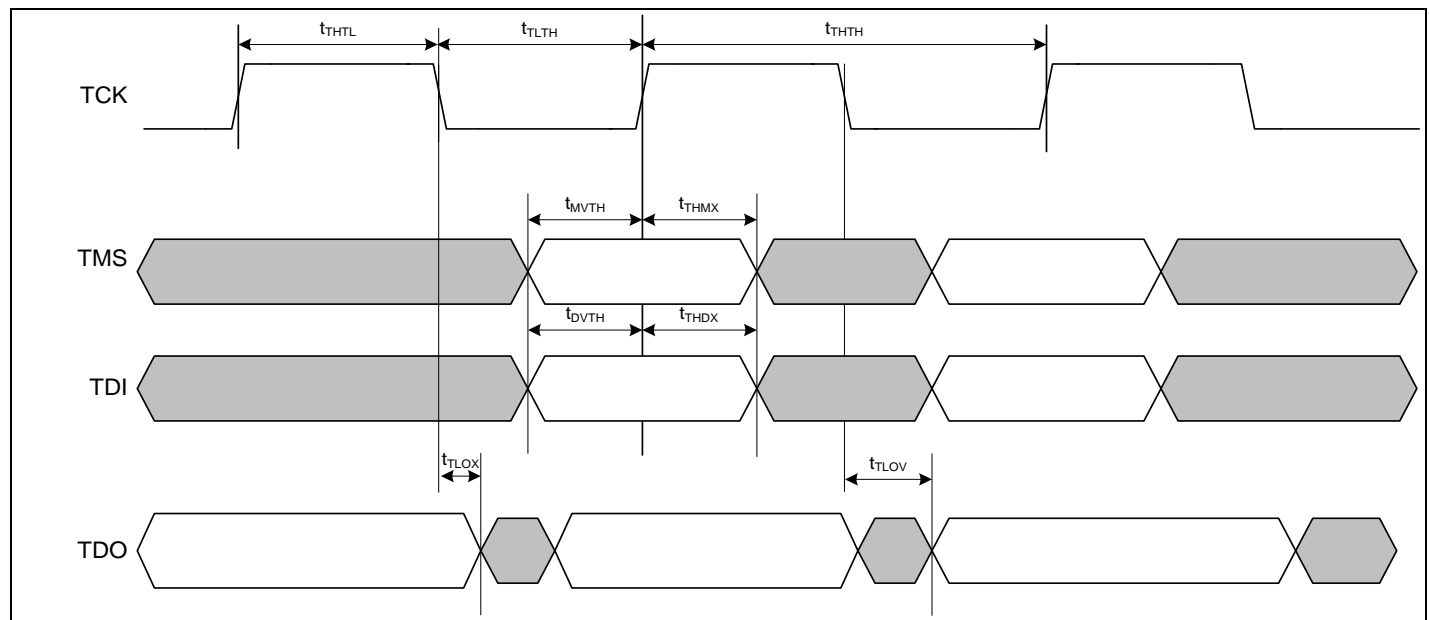 tTHTL tTLTH tTHTH
TCK
tMVTH tTHMX
TMS
tDVTH tTHDX
TDI
tTLOX tTLOV
TDO